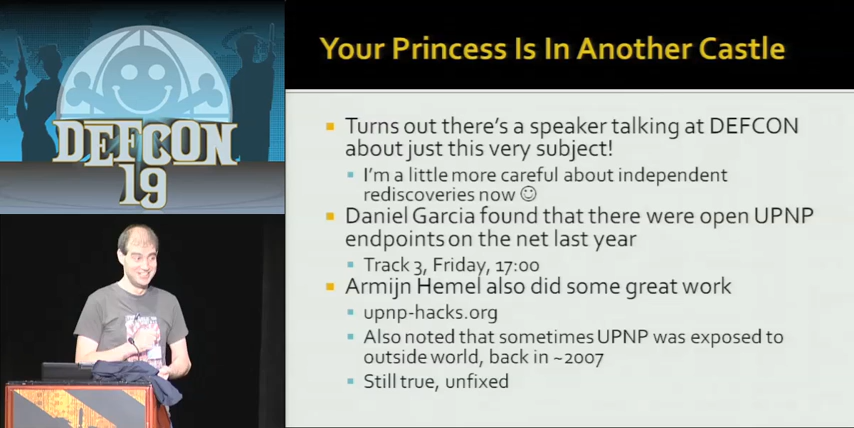 DEFCON
19
Your Princess Is In Another Castle
Turns out there's a speaker talking at DEFCON
about just this very subject!
I'm a little more careful about independent
rediscoveries now ☺
Daniel Garcia found that there were open UPNP
endpoints on the net last year
Track 3, Friday, 17:00
Armijn Hemel also did some great work
upnp-hacks.org
Also noted that sometimes UPNP was exposed to
outside world, back in ~2007
Still true, unfixed